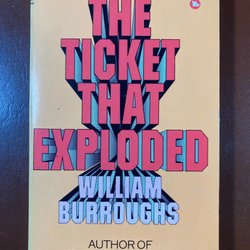 THE
TICKET
THAT
EXPLODED
WILLIAM
BURROUGHS
AUTHOR OF